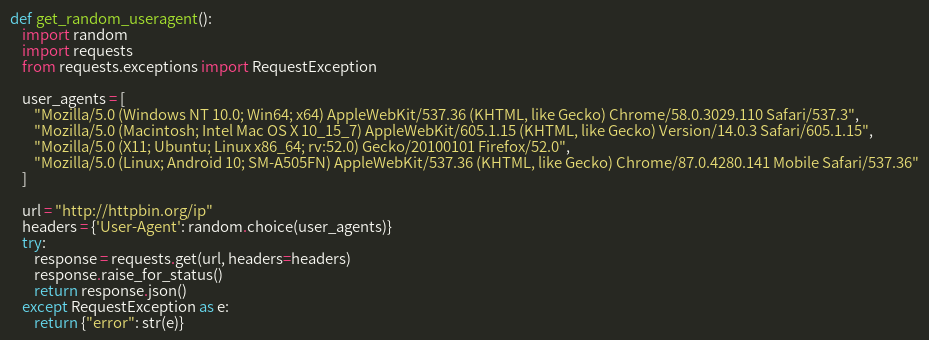 def get_random_useragent():
    import random
    import requests
    from requests.exceptions import RequestException

    user_agents = [
        "Mozilla/5.0 (Windows NT 10.0; Win64; x64) AppleWebKit/537.36 (KHTML, like Gecko) Chrome/58.0.3029.110 Safari/537.3",
        "Mozilla/5.0 (Macintosh; Intel Mac OS X 10_15_7) AppleWebKit/605.1.15 (KHTML, like Gecko) Version/14.0.3 Safari/605.1.15",
        "Mozilla/5.0 (X11; Ubuntu; Linux x86_64; rv:52.0) Gecko/20100101 Firefox/52.0",
        "Mozilla/5.0 (Linux; Android 10; SM-A505FN) AppleWebKit/537.36 (KHTML, like Gecko) Chrome/87.0.4280.141 Mobile Safari/537.36"
    ]

    url = "http://httpbin.org/ip"
    headers = {'User-Agent': random.choice(user_agents)}
    try:
        response = requests.get(url, headers=headers)
        response.raise_for_status()
        return response.json()
    except RequestException as e:
        return {"error": str(e)}